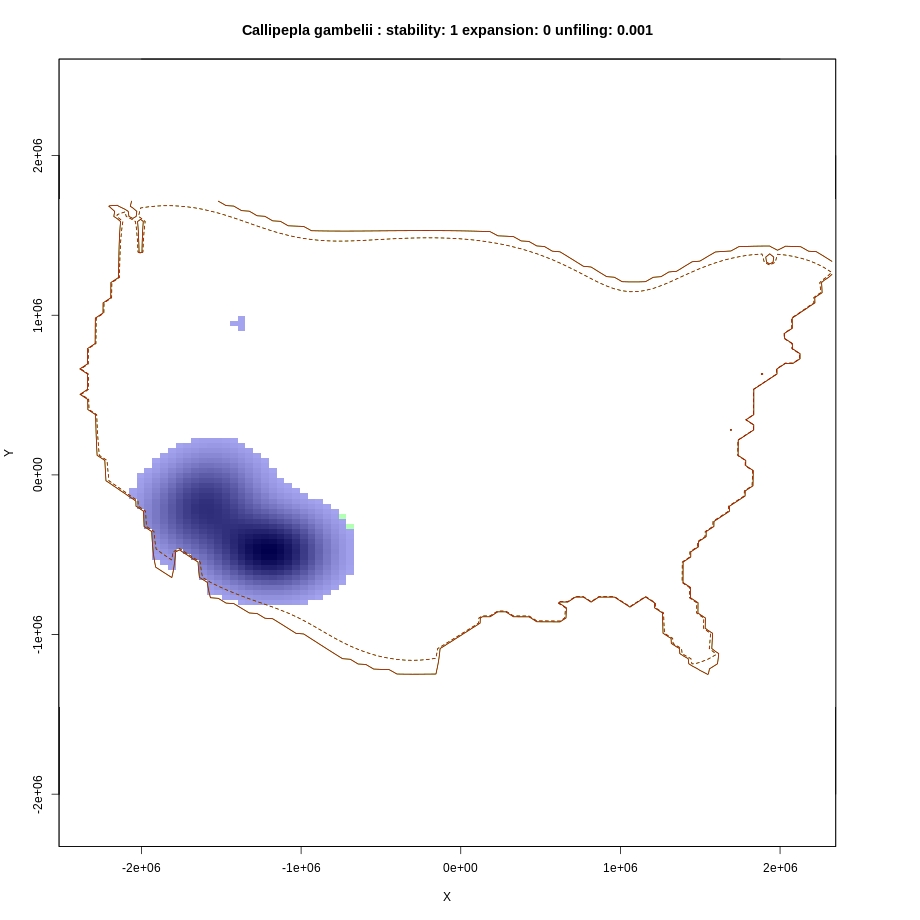 Callipepla gambelii : stability: 1 expansion: 0 unfiling: 0.001
2e+06
1e+06
0e+00
-1e+06
-2e+06
Y
-2e+06 -1e+06 0e+00 1e+06 2e+06
X